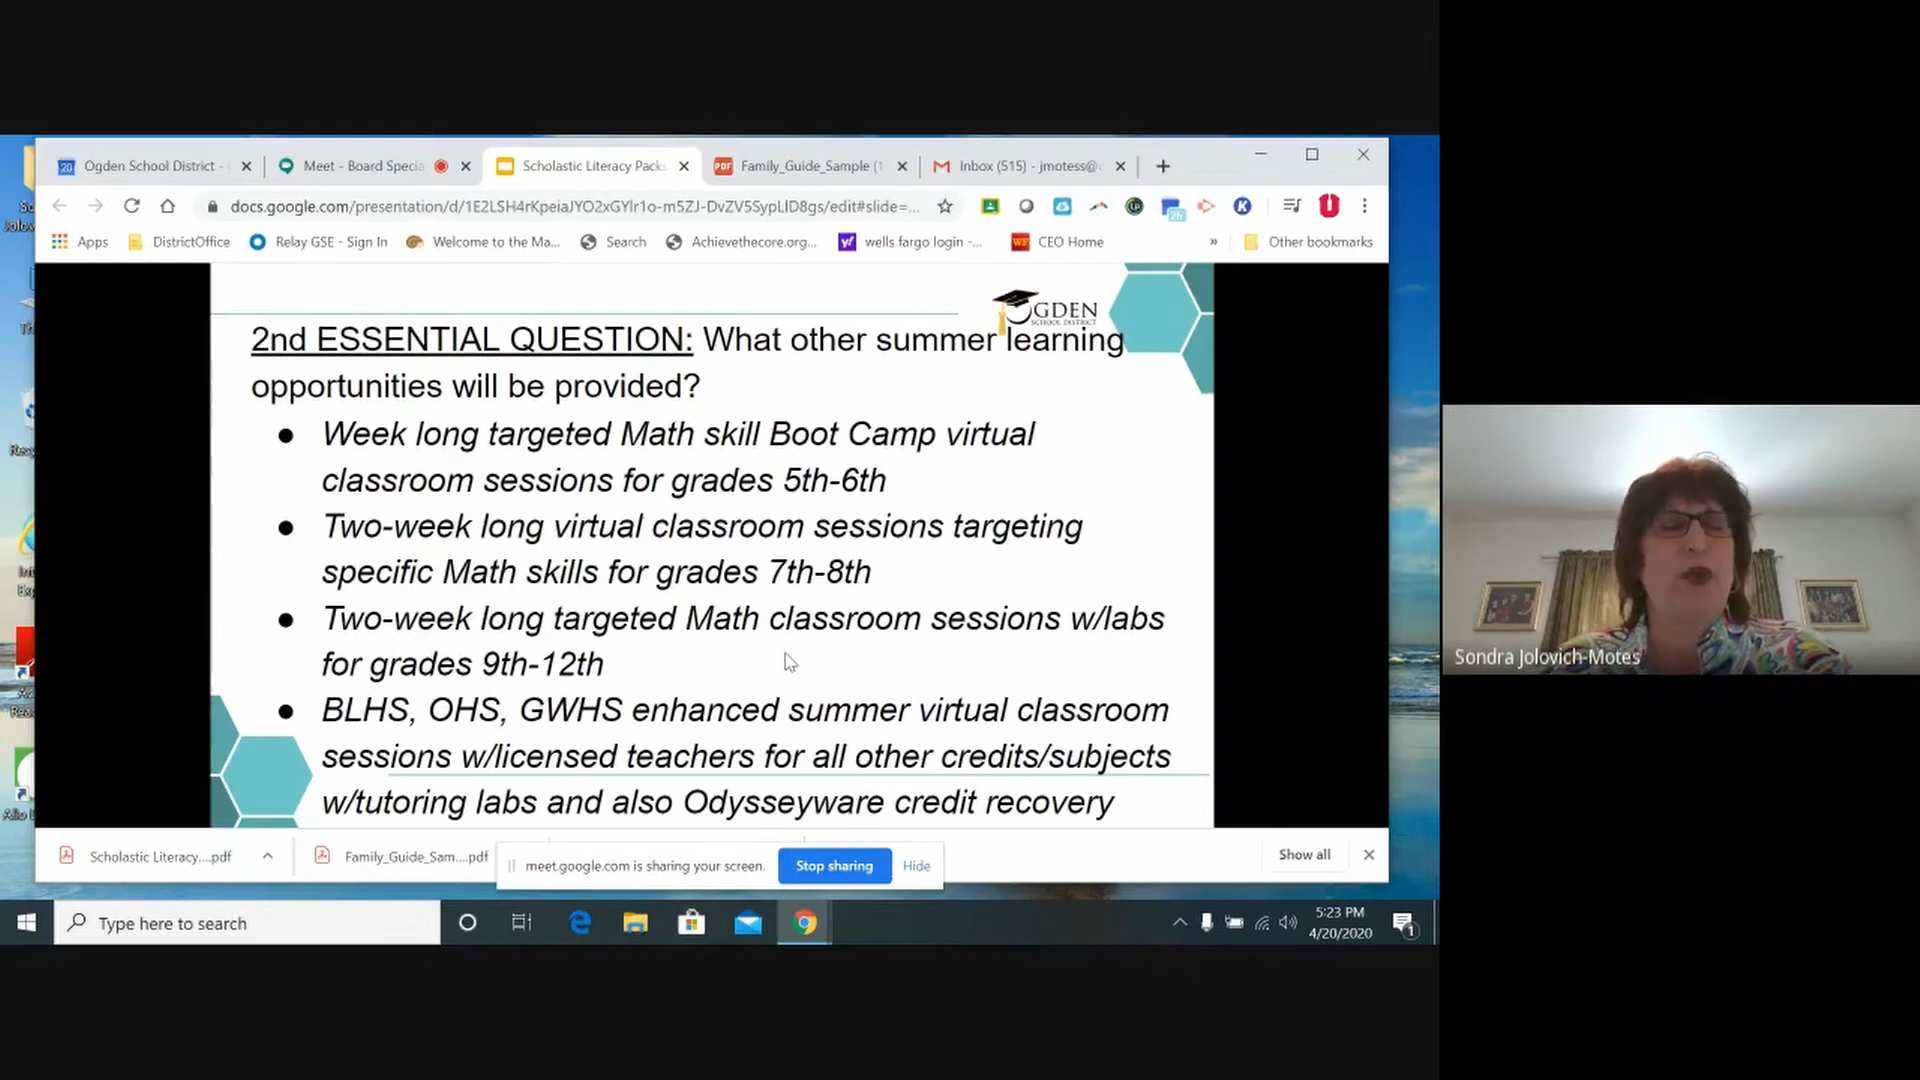 Ogden School District -
Meet - Board Specia
Scholastic Literacy Packs
Family_Guide_Sample (1
Inbox (515) - jmotess@
docs.google.com/presentation/d/1E2LSH4rKpeiaJYO2xGYlr1o-m5ZJ-DvZV5SypLlD8gs/edit#slide=...
Apps
DistrictOffice
Relay GSE - Sign In
Welcome to the Ma...
Search
Achievethecore.org...
wells fargo login -...
CEO Home
»
Other bookmarks
OGDEN
SCHOOL DISTRICT
2nd ESSENTIAL QUESTION: What other summer learning
opportunities will be provided?
● Week long targeted Math skill Boot Camp virtual
classroom sessions for grades 5th-6th
● Two-week long virtual classroom sessions targeting
specific Math skills for grades 7th-8th
● Two-week long targeted Math classroom sessions w/labs
for grades 9th-12th
● BLHS, OHS, GWHS enhanced summer virtual classroom
sessions w/licensed teachers for all other credits/subjects
w/tutoring labs and also Odysseyware credit recovery
Sondra Jolovich-Motes
Scholastic Literacy....pdf
Family_Guide_Sam....pdf
meet.google.com is sharing your screen.
Stop sharing
Hide
Show all
Type here to search
5:23 PM
4/20/2020
1